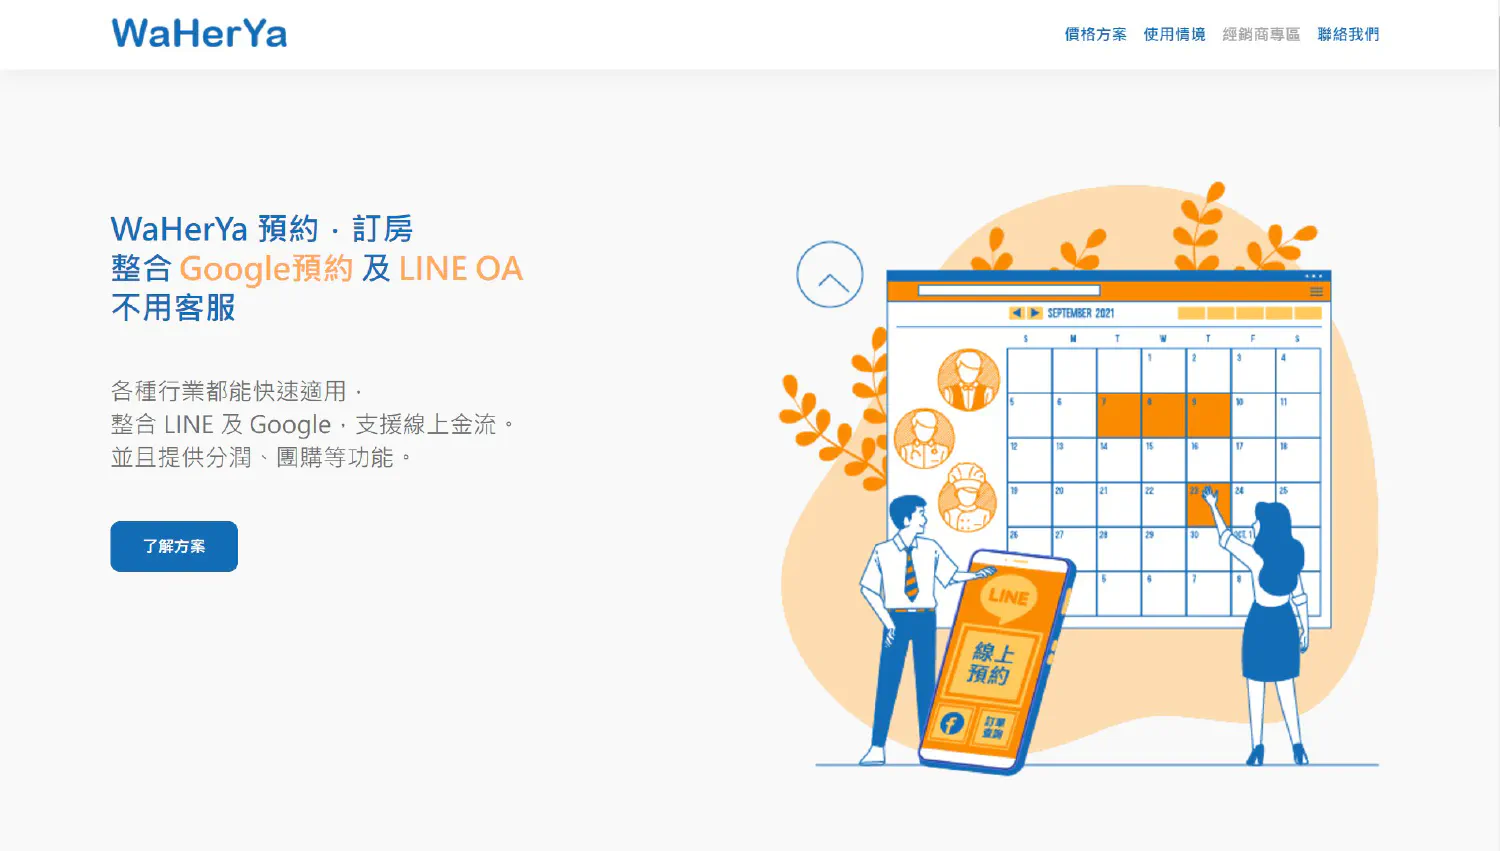 WaHerYa
價格方案 使用情境 經銷商專區 聯絡我們
WaHerYa 預約．訂房
整合 Google預約 及 LINE OA
不用客服
各種行業都能快速適用，
整合 LINE 及 Google，支援線上金流。
並且提供分潤、團購等功能。
了解方案
SEPTEMBER 2021
S M T W T F S
1 2 3 4
5 6 7 8 9 10 11
12 13 14 15 16 17 18
19 20 21 22 23 24 25
26 27 28 29 30 OCT. 1
5 6 7 8
LINE
線上
預約
訂單
查詢